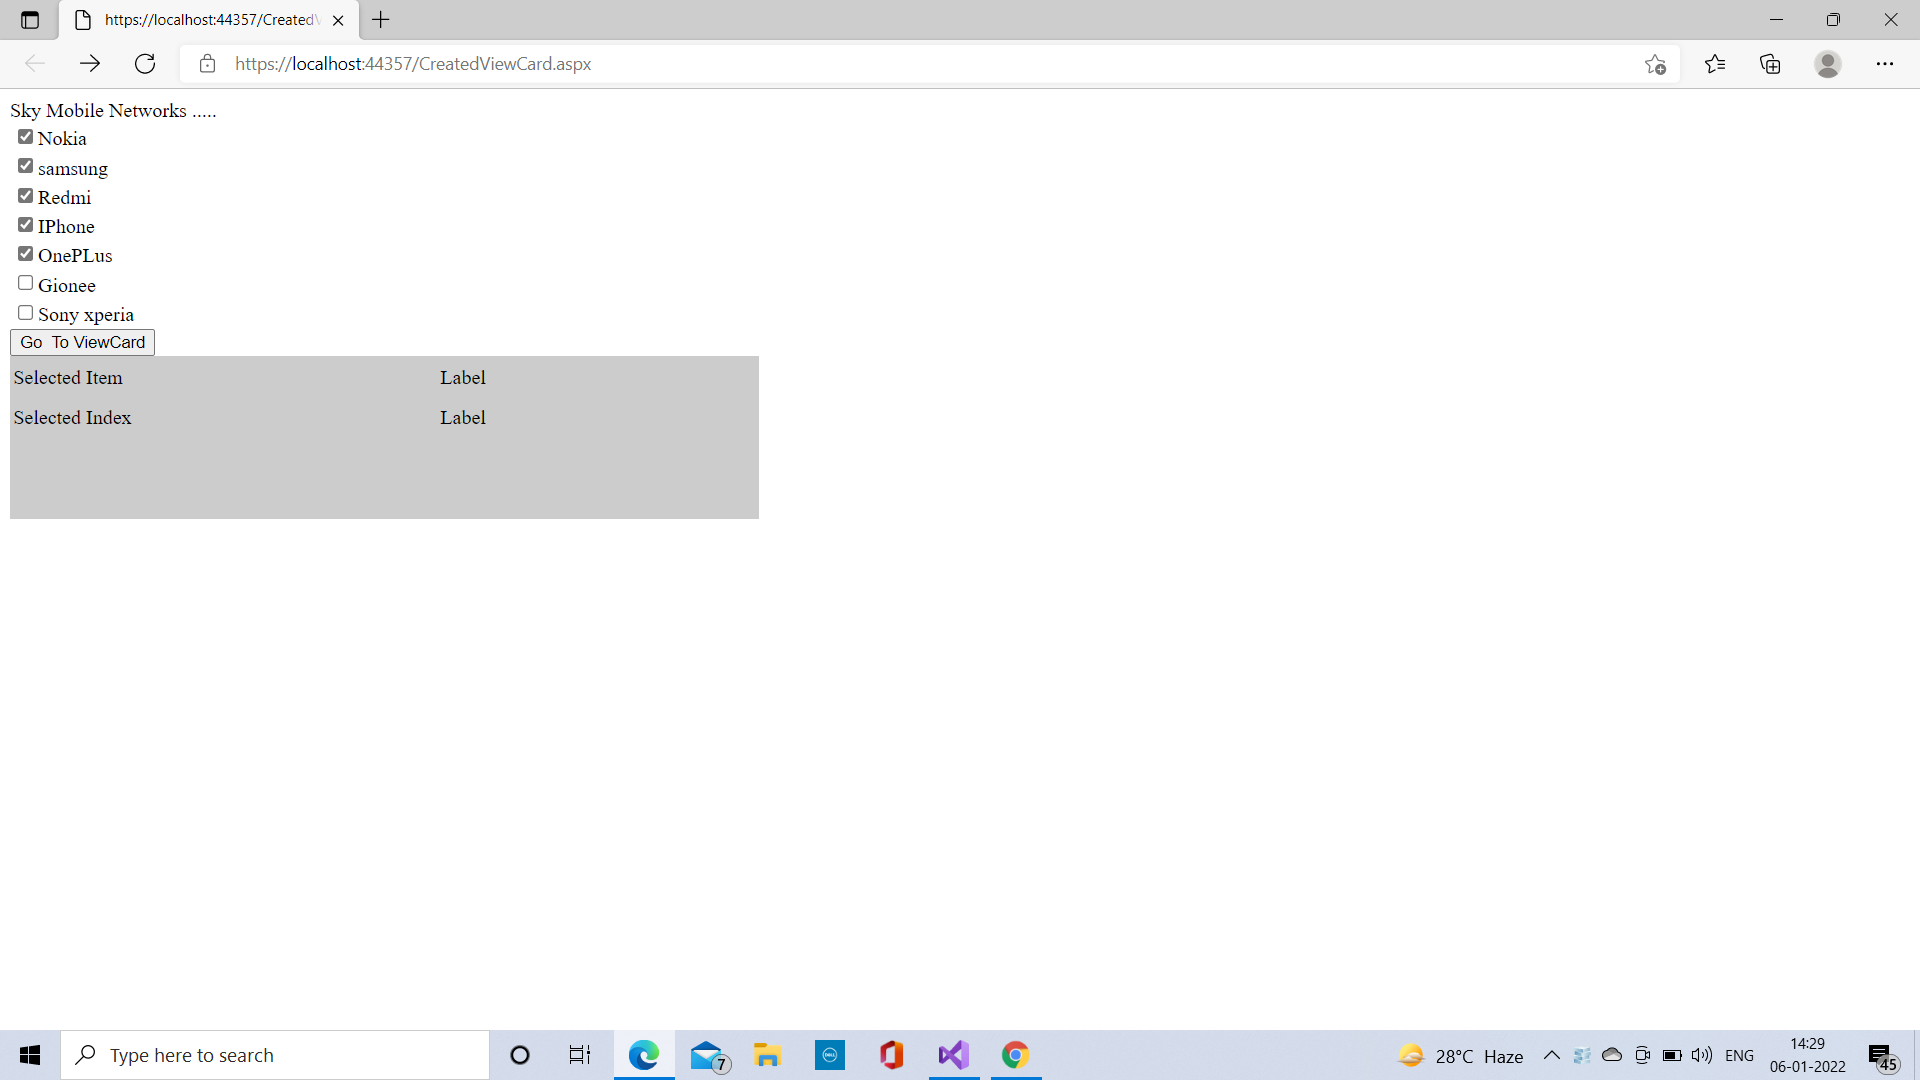 https://localhost:44357/CreatedV
https://localhost:44357/CreatedViewCard.aspx
Sky Mobile Networks .....
Nokia
samsung
Redmi
IPhone
OnePLus
Gionee
Sony xperia
Go  To ViewCard
Selected Item Label
Selected Index Label
Type here to search
7
DELL
28°C Haze
ENG
14:29
06-01-2022
45